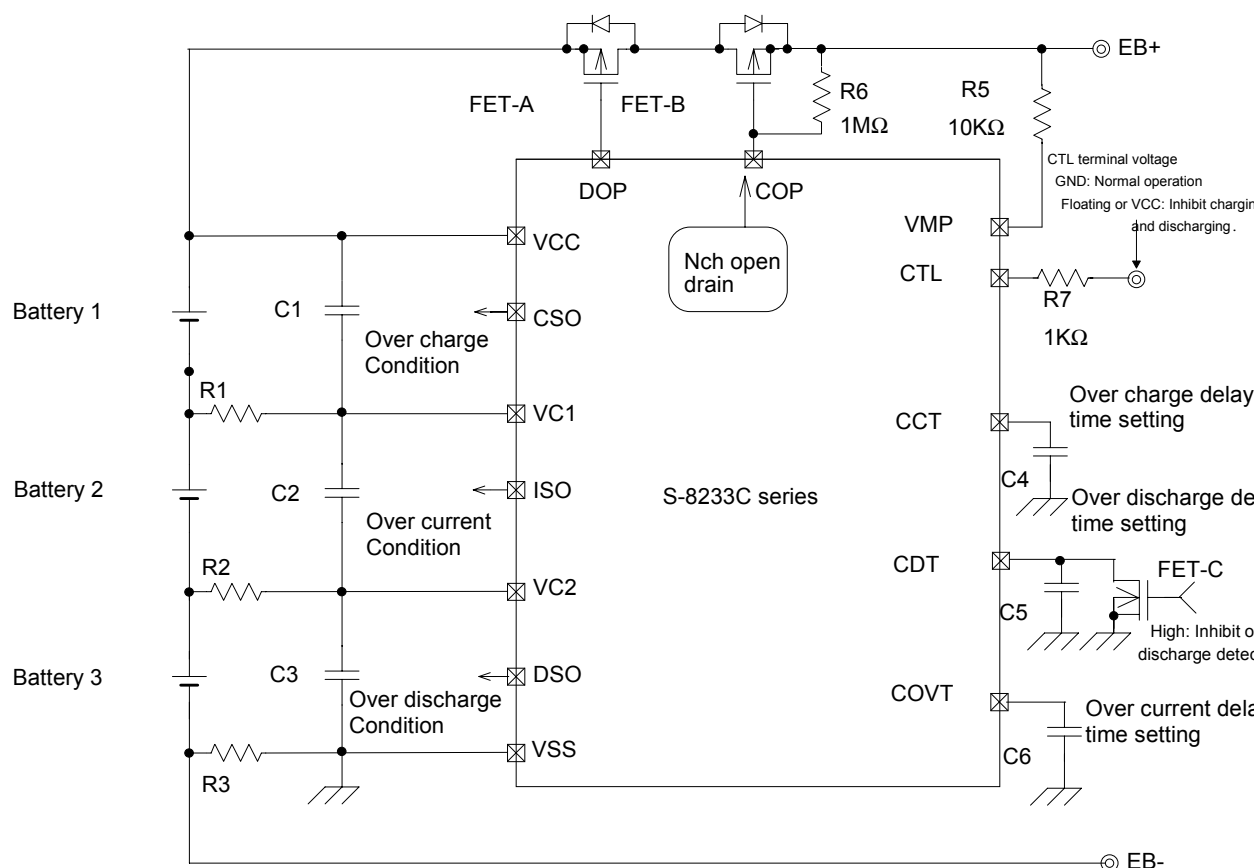 EB+
FET-A
FET-B
R6
1MΩ
R5
10KΩ
DOP
COP
CTL terminal voltage
GND: Normal operation
Floating or VCC: Inhibit charging
and discharging.
VCC
VMP
Nch open
drain
CTL
R7
1KΩ
Battery 1
C1
CSO
Over charge
Condition
R1
VC1
CCT
Over charge delay
time setting
C4
Battery 2
C2
ISO
S-8233C series
Over current
Condition
Over discharge de
time setting
R2
VC2
CDT
FET-C
C5
High: Inhibit o
discharge detec
Battery 3
C3
DSO
Over discharge
Condition
COVT
Over current dela
time setting
C6
VSS
R3
EB-